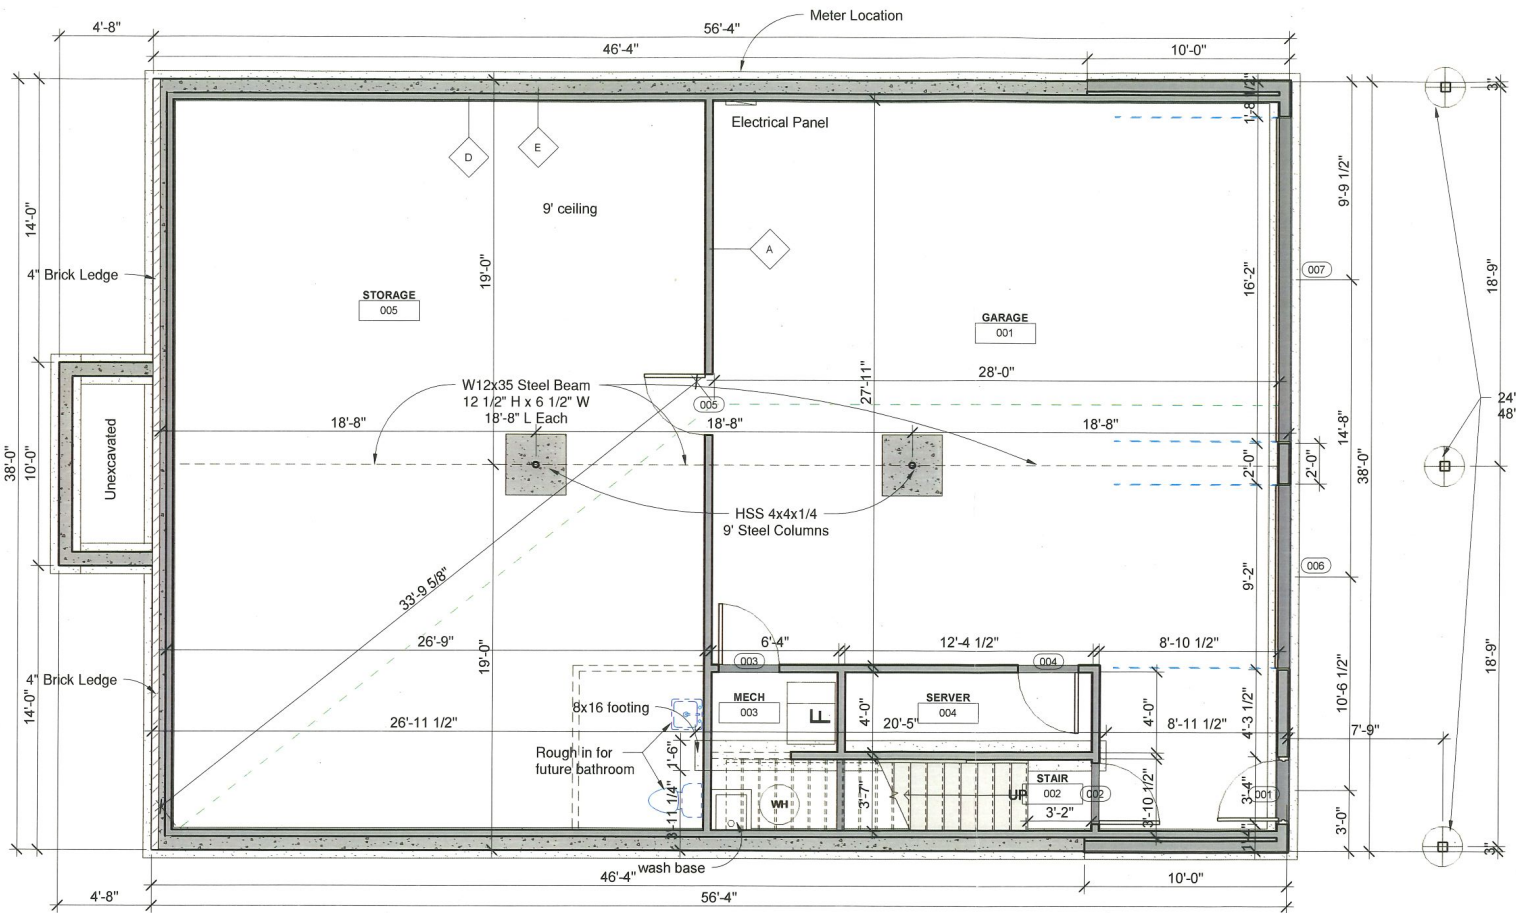 Meter Location
4'-8"
56'-4"
46'-4"
10'-0"
3"
1'-8 1/2"
Electrical Panel
D
E
9' ceiling
A
14'-0"
9'-9 1/2"
19'-0"
16'-2"
18'-9"
007
4" Brick Ledge
STORAGE
005
GARAGE
001
28'-0"
27'-11"
W12x35 Steel Beam
12 1/2" H x 6 1/2" W
18'-8" L Each
005
24'
48'
18'-8"
18'-8"
18'-8"
14'-8"
38'-0"
10'-0"
Unexcavated
2'-0"
2'-0"
38'-0"
HSS 4x4x1/4
9' Steel Columns
33'-9 5/8"
9'-2"
006
26'-9"
19'-0"
6'-4"
12'-4 1/2"
8'-10 1/2"
003
004
18'-9"
4" Brick Ledge
14'-0"
10'-6 1/2"
MECH
003
F
SERVER
004
8x16 footing
4'-0"
4'-0"
4'-3 1/2"
26'-11 1/2"
20'-5"
8'-11 1/2"
7'-9"
Rough in for
future bathroom
1'-6"
STAIR
002
UP
002
001
WH
3'-7"
3'-11 1/4"
3'-10 1/2"
3'-4"
3'-2"
3'-0"
3"
wash base
46'-4"
10'-0"
4'-8"
56'-4"